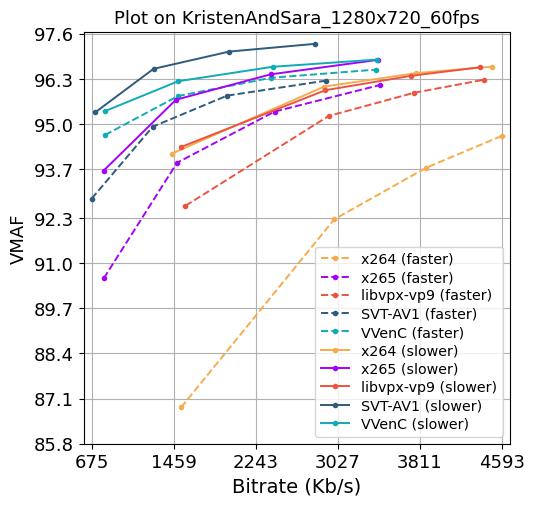 Plot on KristenAndSara_1280x720_60fps
VMAF
97.6
96.3
95.0
93.7
92.3
91.0
89.7
88.4
87.1
85.8
x264 (faster)
x265 (faster)
libvpx-vp9 (faster)
SVT-AV1 (faster)
VVenC (faster)
x264 (slower)
x265 (slower)
libvpx-vp9 (slower)
SVT-AV1 (slower)
VVenC (slower)
675 1459 2243 3027 3811 4593
Bitrate (Kb/s)